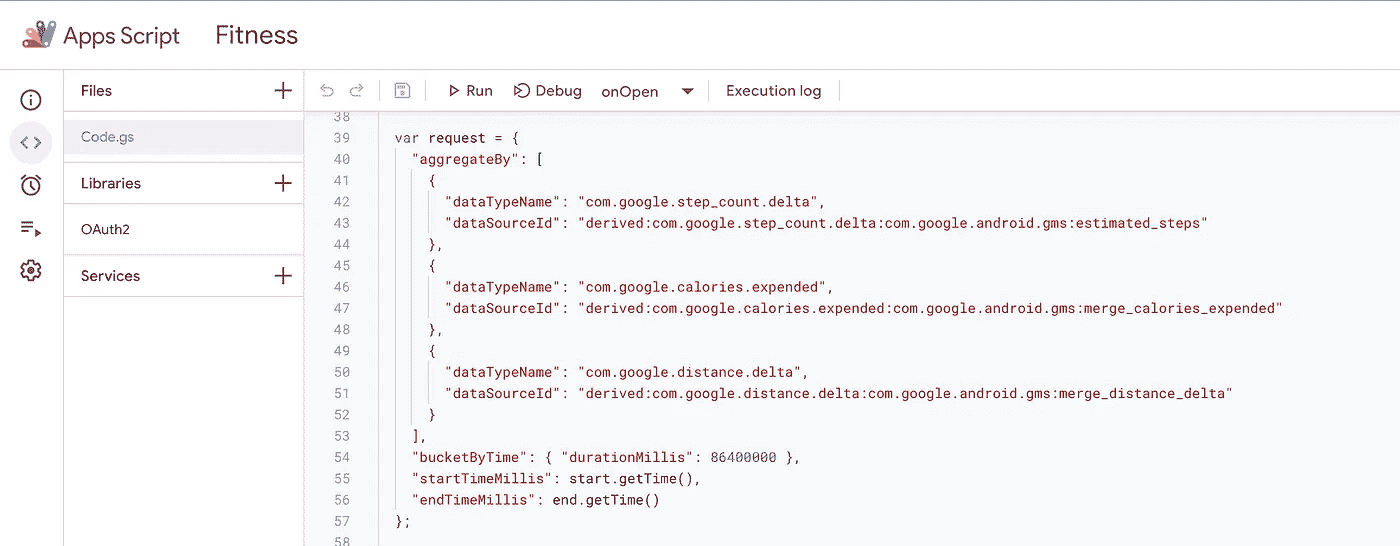 Apps Script Fitness
Files
Run Debug onOpen Execution log
Code.gs
Libraries
OAuth2
Services
38
39 var request = {
40 "aggregateBy": [
41 {
42 "dataTypeName": "com.google.step_count.delta",
43 "dataSourceId": "derived:com.google.step_count.delta:com.google.android.gms:estimated_steps"
44 },
45 {
46 "dataTypeName": "com.google.calories.expended",
47 "dataSourceId": "derived:com.google.calories.expended:com.google.android.gms:merge_calories_expended"
48 },
49 {
50 "dataTypeName": "com.google.distance.delta",
51 "dataSourceId": "derived:com.google.distance.delta:com.google.android.gms:merge_distance_delta"
52 }
53 ],
54 "bucketByTime": { "durationMillis": 86400000 },
55 "startTimeMillis": start.getTime(),
56 "endTimeMillis": end.getTime()
57 };
58